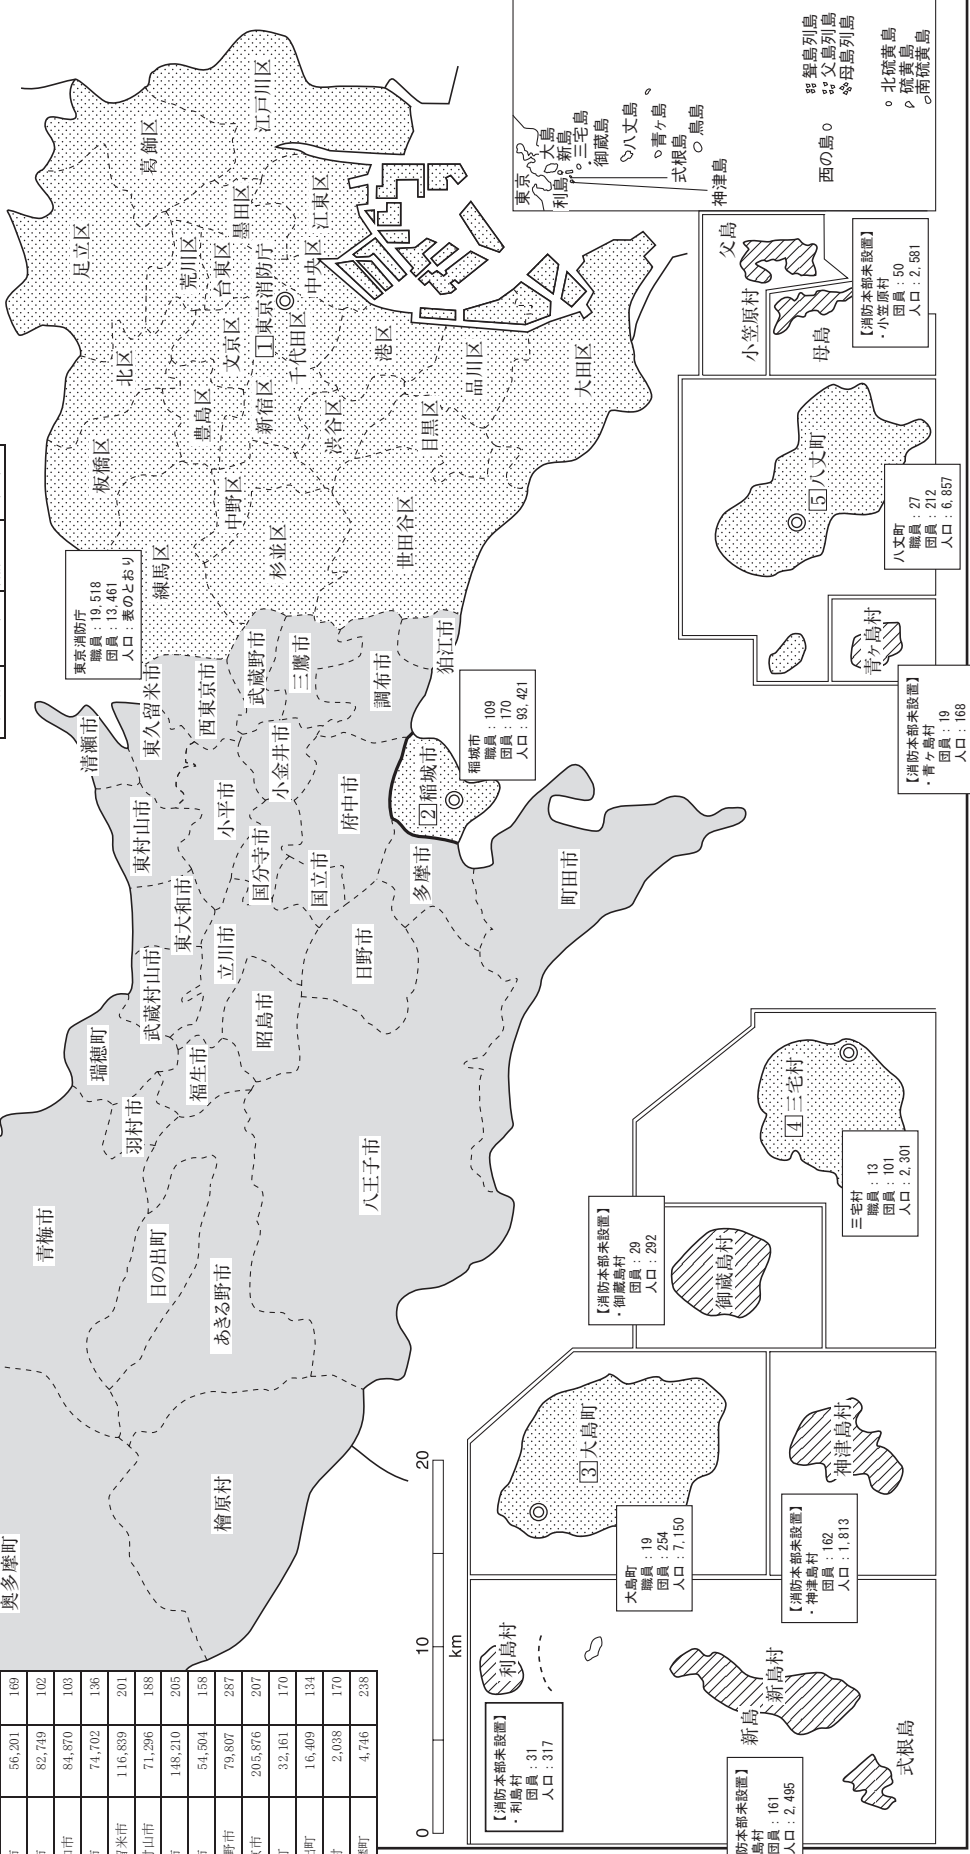 56,201 169
82,749 102
84,870 103
74,702 136
116,839 201
71,296 188
148,210 205
54,504 158
79,807 287
205,876 207
32,161 170
16,409 134
2,038 170
4,746 238
奥多摩町
青梅市
檜原村
日の出町
あきる野市
八王子市
羽村市
瑞穂町
福生市
武蔵村山市
昭島市
東大和市
立川市
日野市
東村山市
小平市
国分寺市
国立市
府中市
多摩市
町田市
清瀬市
東久留米市
西東京市
小金井市
武蔵野市
三鷹市
調布市
狛江市
2 稲城市
稲城市
職員:109
団員:170
人口:93,421
東京消防庁
職員:19,518
団員:13,461
人口:表のとおり
練馬区
板橋区
北区
足立区
葛飾区
江戸川区
杉並区
中野区
豊島区
文京区
荒川区
台東区
墨田区
江東区
1 東京消防庁
千代田区
中央区
新宿区
渋谷区
港区
世田谷区
目黒区
品川区
大田区
0 10 20
km
【消防本部未設置】
・利島村
団員:31
人口:317
利島村
新島
新島村
式根島
防本部未設置】
島村
団員:161
人口:2,495
3 大島町
大島町
職員:19
団員:254
人口:7,150
神津島村
【消防本部未設置】
・神津島村
団員:162
人口:1,813
【消防本部未設置】
・御蔵島村
団員:29
人口:292
御蔵島村
4 三宅村
三宅村
職員:13
団員:101
人口:2,301
青ヶ島村
【消防本部未設置】
・青ヶ島村
団員:19
人口:168
5 八丈町
八丈町
職員:27
団員:212
人口:6,857
小笠原村
父島
母島
【消防本部未設置】
・小笠原村
団員:50
人口:2,581
東京
大島
利島
新島
三宅島
御蔵島
八丈島
青ヶ島
式根島
鳥島
神津島
西の島
聟島列島
父島列島
母島列島
北硫黄島
硫黄島
南硫黄島